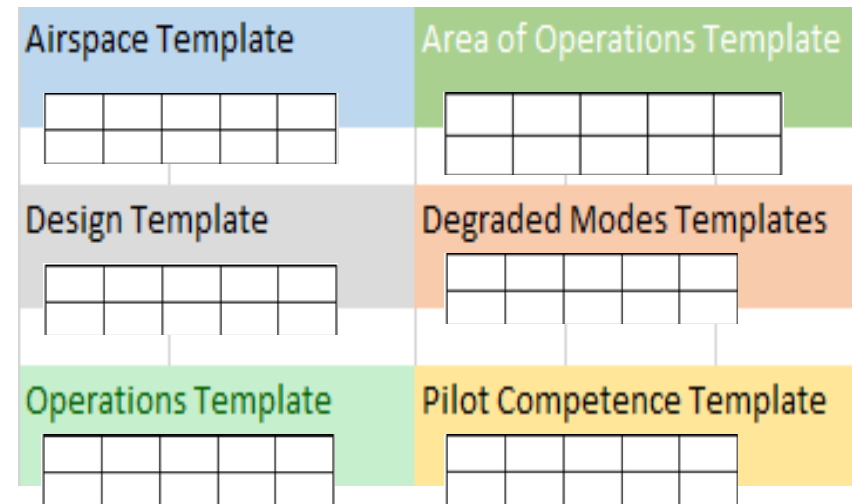 Airspace Template
Area of Operations Template
Design Template
Degraded Modes Templates
Operations Template
Pilot Competence Template